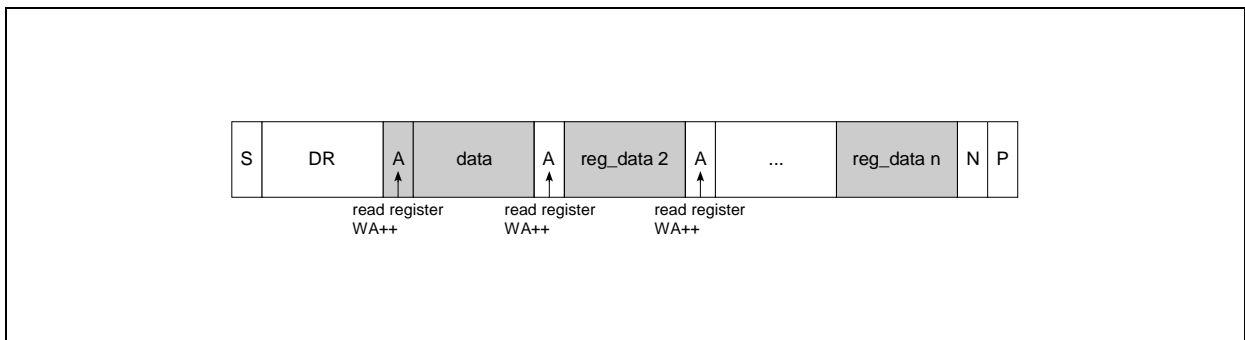 S DR A data A reg_data 2 A ... reg_data n N P
read register read register read register
WA++ WA++ WA++